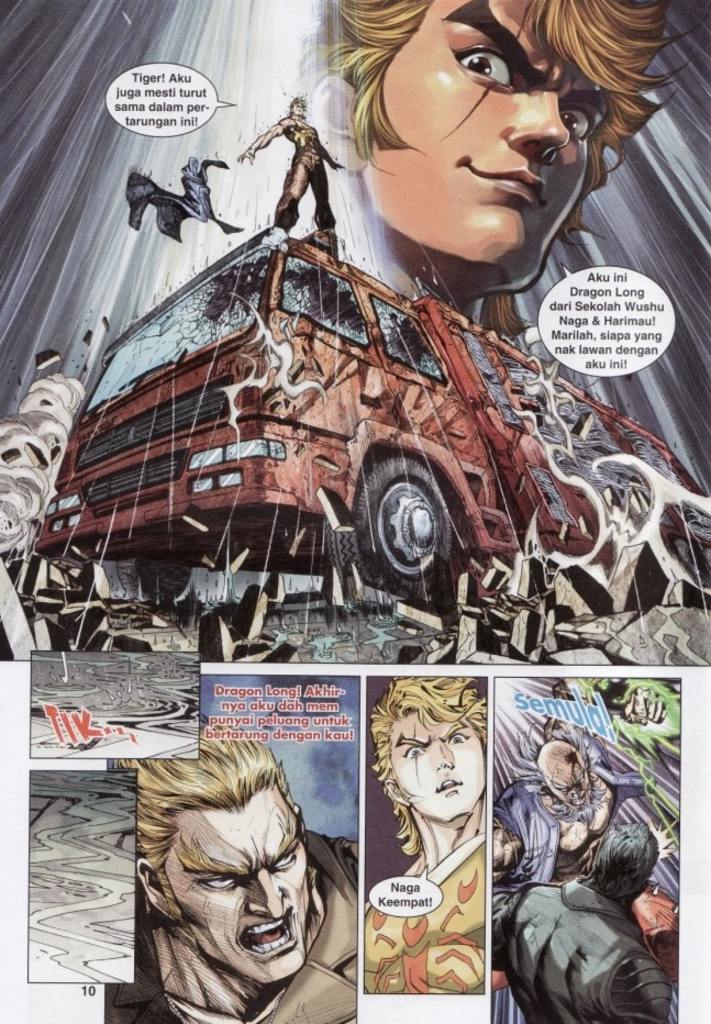 Tiger! Aku
juga mesti turut
sama dalam per-
tarungan ini!
Aku ini
Dragon Long
dari Sekolah Wushu
Naga & Harimau!
Marilah, siapa yang
nak lawan dengan
aku ini!
TIK...
Dragon Long! Akhir-
nya aku dah mem
punyai peluang untuk
bertarung dengan kau!
Naga
Keempat!
10